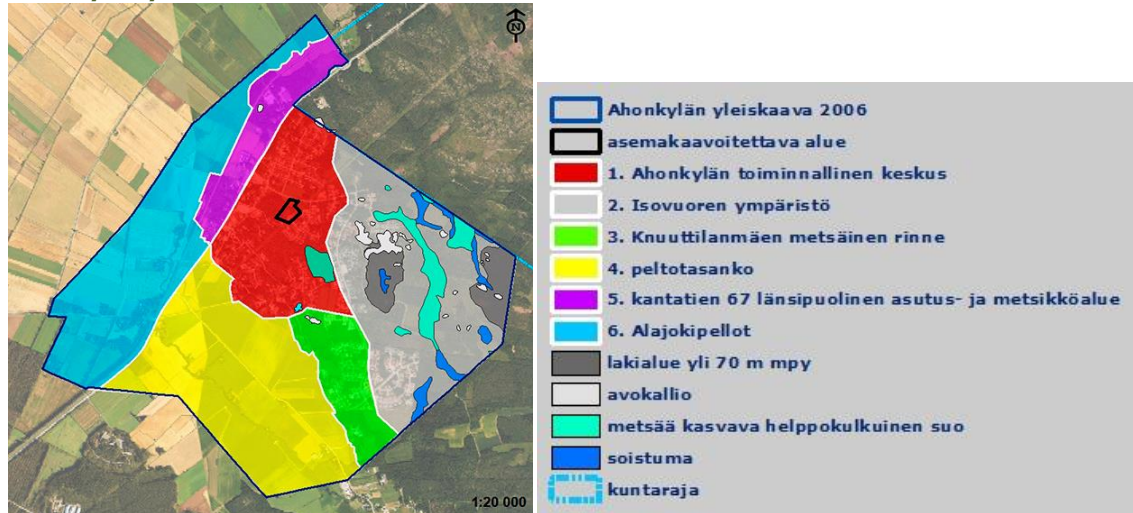 N
1:20 000
Ahonkylän yleiskaava 2006
asemakaavoitettava alue
1. Ahonkylän toiminnallinen keskus
2. Isovuoren ympäristö
3. Knuuttilanmäen metsäinen rinne
4. peltotasanko
5. kantatien 67 länsipuolinen asutus- ja metsikköalue
6. Alajokipellot
lakialue yli 70 m mpy
avokallio
metsää kasvava helppokulkuinen suo
soistuma
kuntaraja